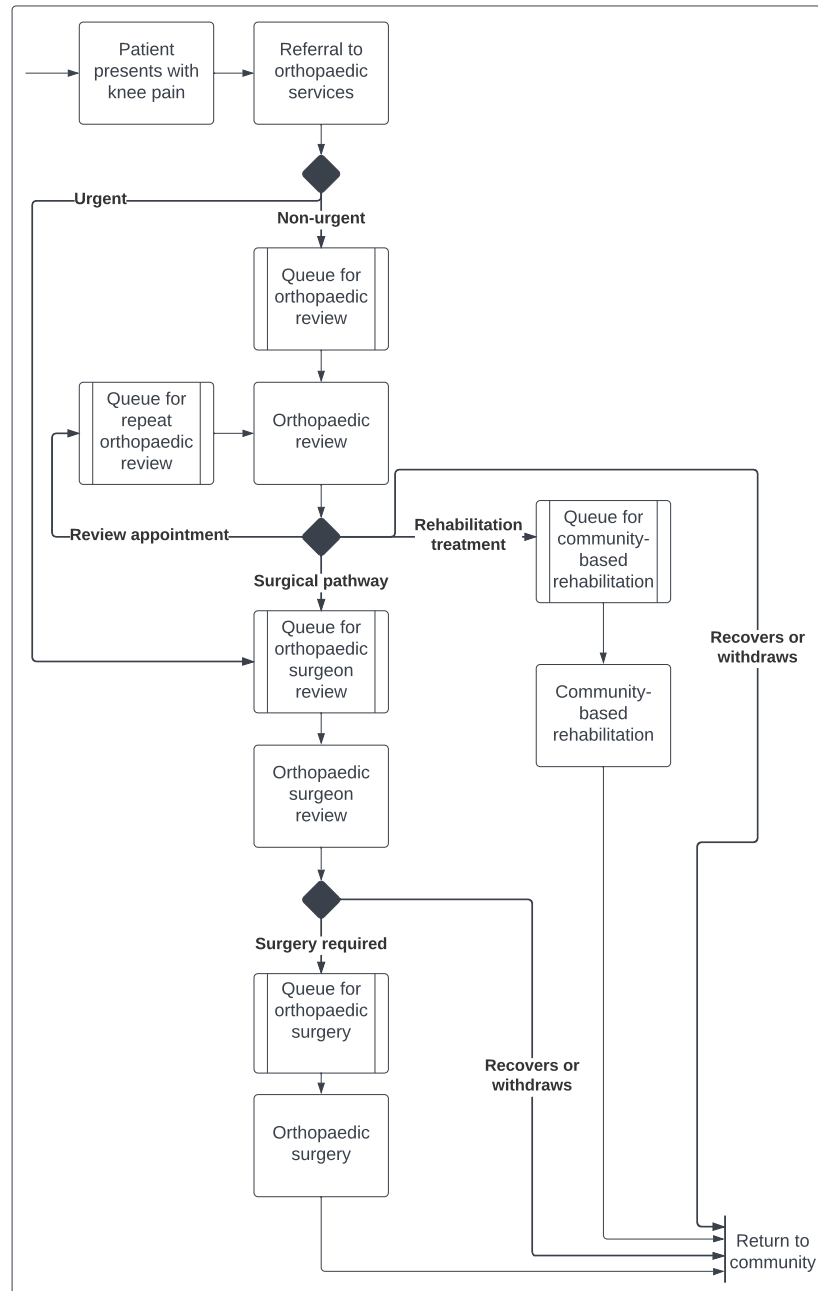 Patient
presents with
knee pain
Referral to
orthopaedic
services
Urgent
Non-urgent
Queue for
orthopaedic
review
Queue for
repeat
orthopaedic
review
Orthopaedic
review
Review appointment
Rehabilitation
treatment
Queue for
community-
based
rehabilitation
Surgical pathway
Queue for
orthopaedic
surgeon
review
Recovers or
withdraws
Community-
based
rehabilitation
Orthopaedic
surgeon
review
Surgery required
Queue for
orthopaedic
surgery
Recovers or
withdraws
Orthopaedic
surgery
Return to
community